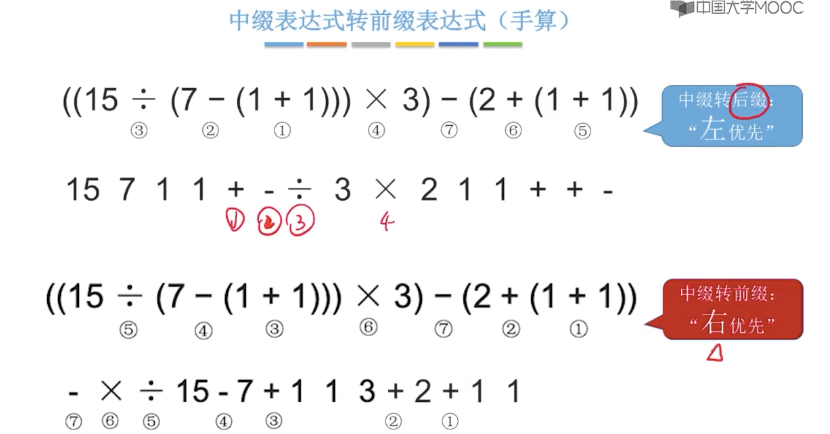 中国大学MOOC
中缀表达式转前缀表达式（手算）
((15 ÷ (7 − (1 + 1))) × 3) − (2 + (1 + 1))
③ ② ① ④ ⑦ ⑥ ⑤
中缀转后缀：
“左优先”
15 7 1 1 + - ÷ 3 × 2 1 1 + + -
① ② ③ 4
((15 ÷ (7 − (1 + 1))) × 3) − (2 + (1 + 1))
⑤ ④ ③ ⑥ ⑦ ② ①
中缀转前缀：
“右优先”
- × ÷ 15 - 7 + 1 1 3 + 2 + 1 1
⑦ ⑥ ⑤ ④ ③ ② ①